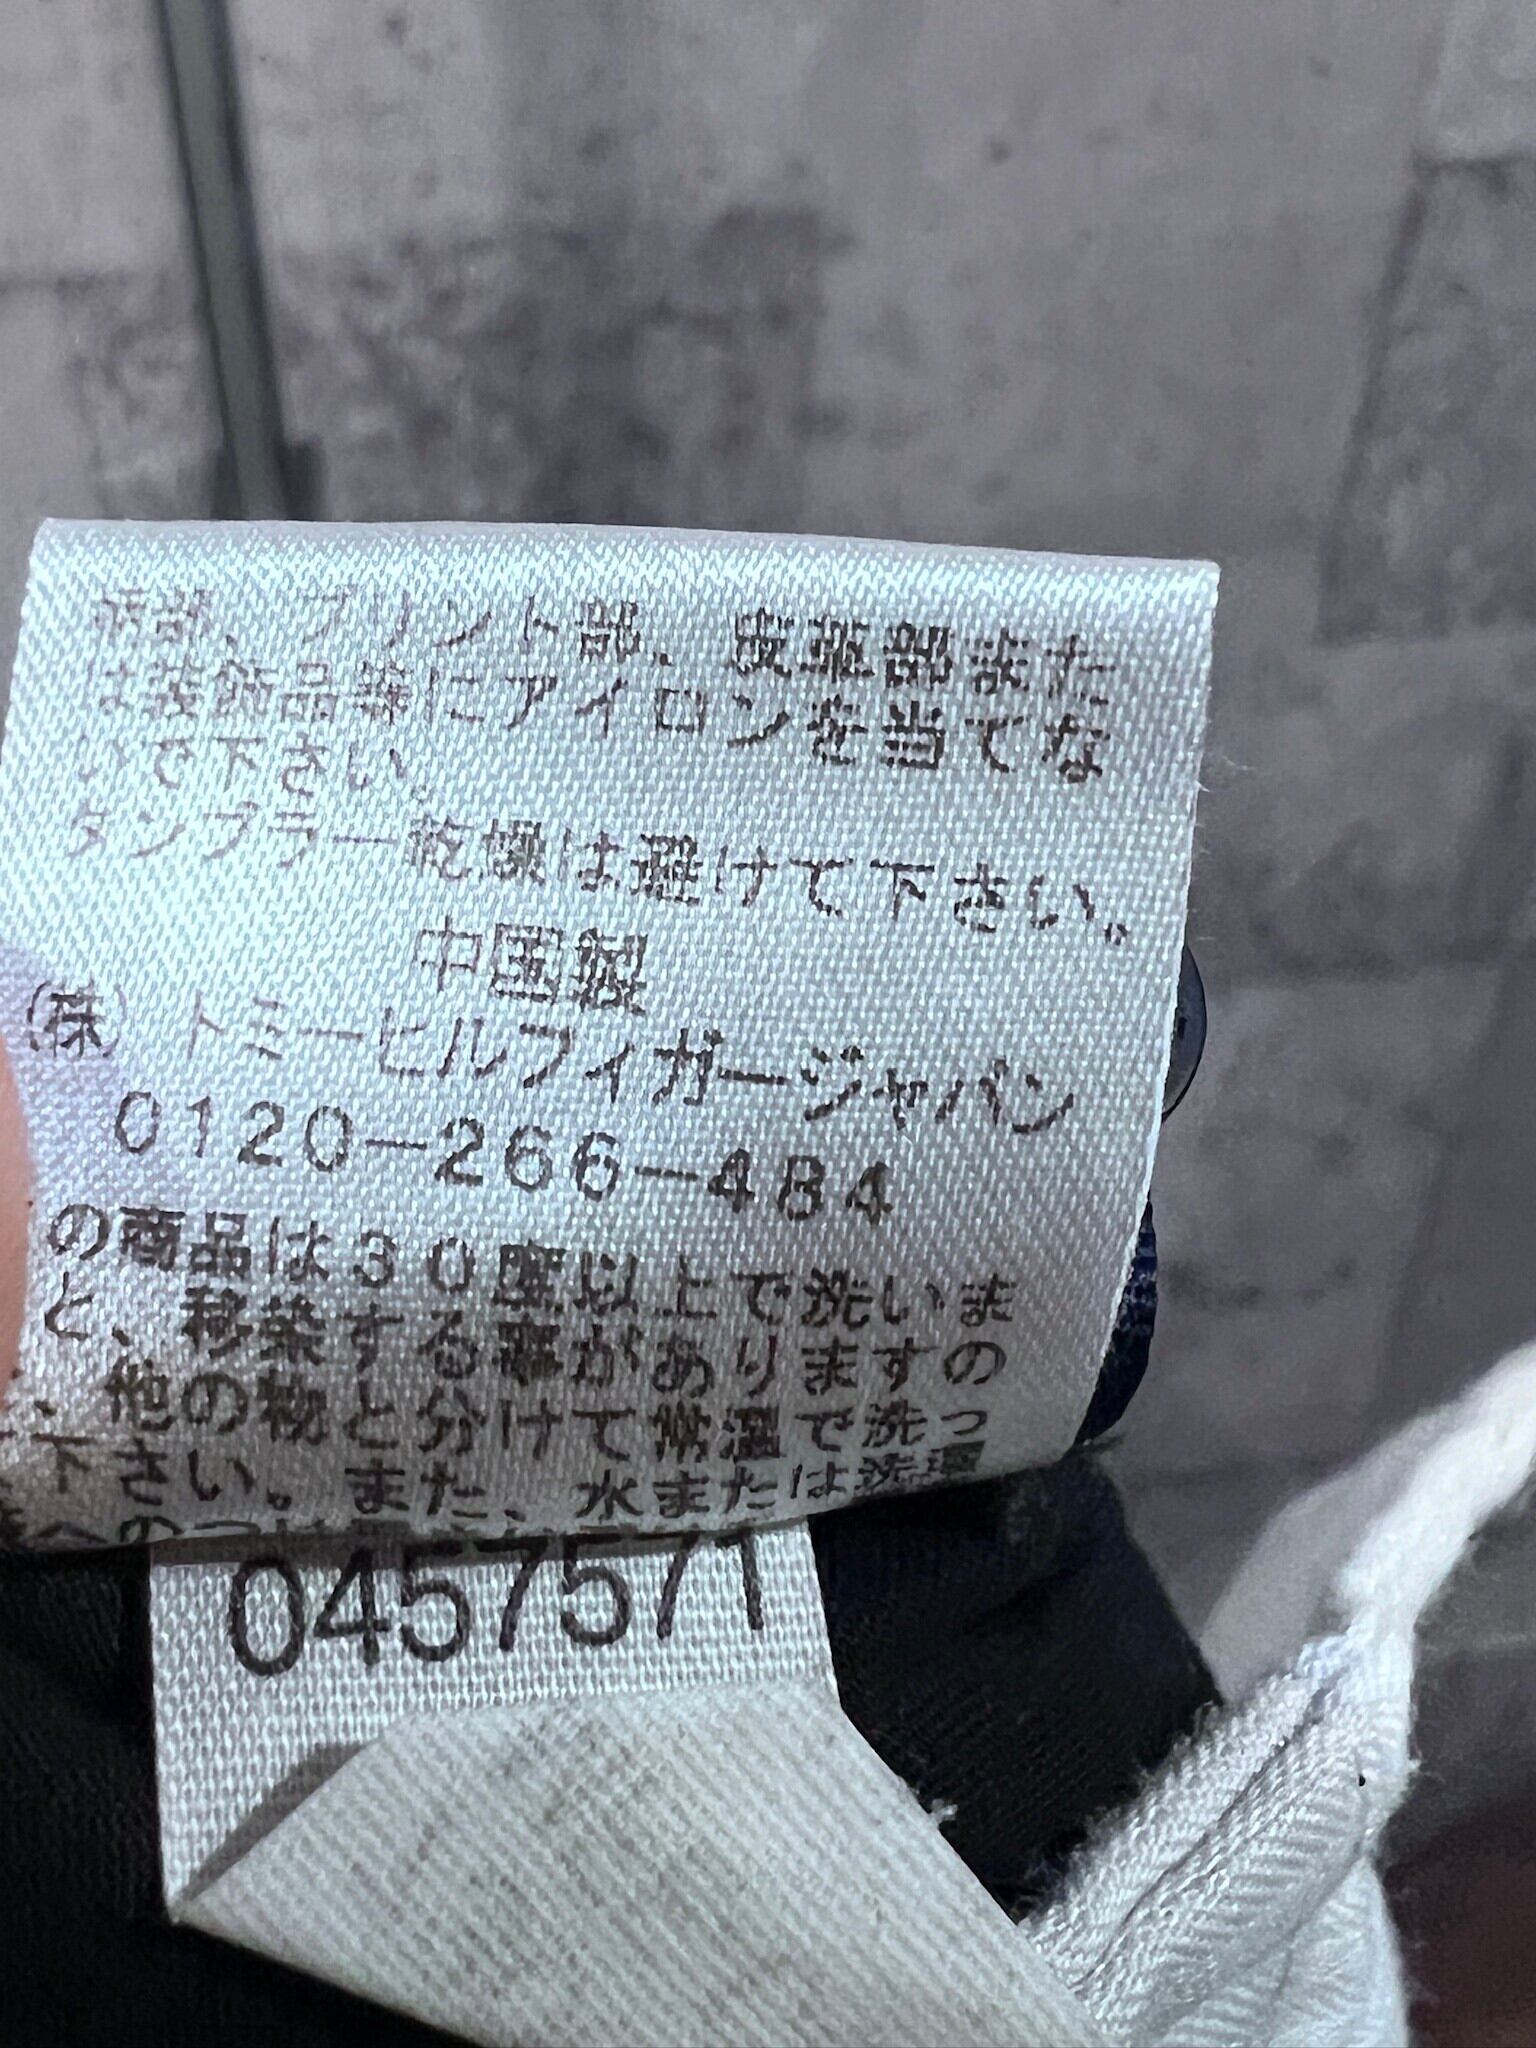 プリント部、皮革部また
は装飾品等にアイロンを当てな
いで下さい。
タンブラー乾燥は避けて下さい。
中国製
(株) トミーヒルフィガージャパン
0120-266-484
の商品は30度以上で洗いま
と、移染する事がありますの
、他の物と分けて常温で洗っ
下さい。また、水または洗濯
0457571